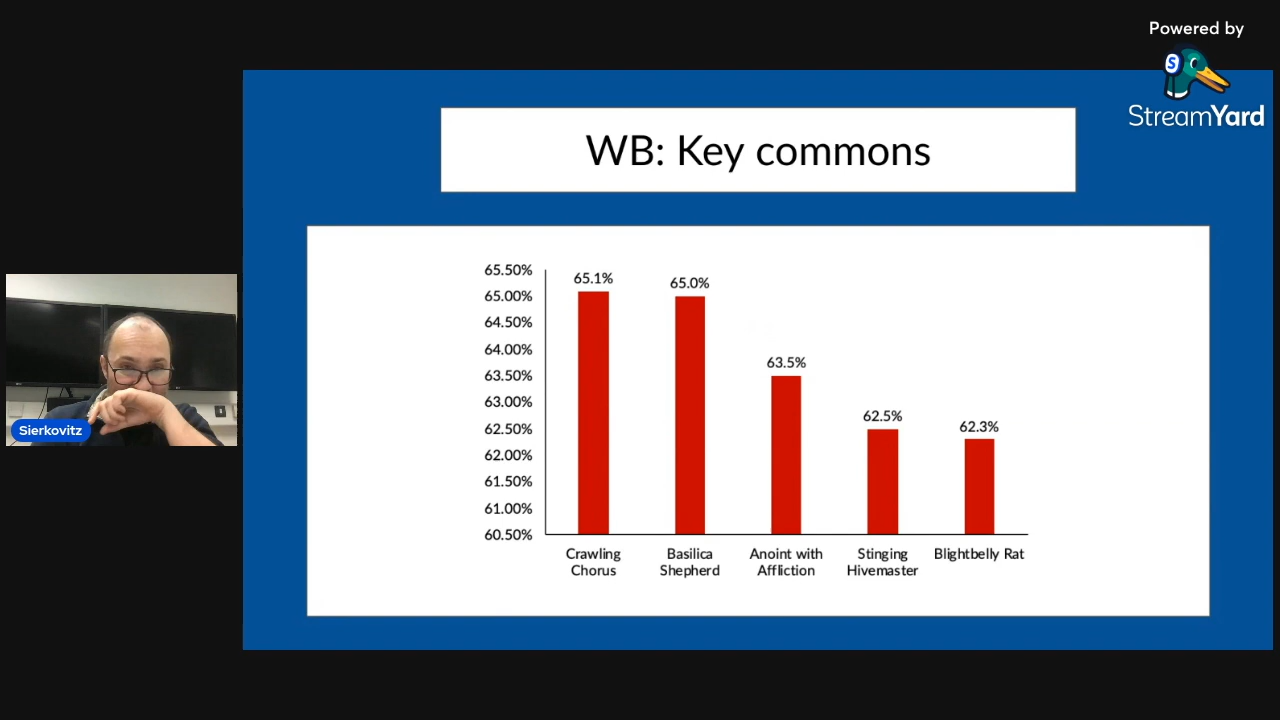 Powered by
StreamYard
WB: Key commons
65.50%
65.00%
64.50%
64.00%
63.50%
63.00%
62.50%
62.00%
61.50%
61.00%
60.50%
65.1%
65.0%
63.5%
62.5%
62.3%
Crawling
Chorus
Basilica
Shepherd
Anoint with
Affliction
Stinging
Hivemaster
Blightbelly Rat
Sierkovitz